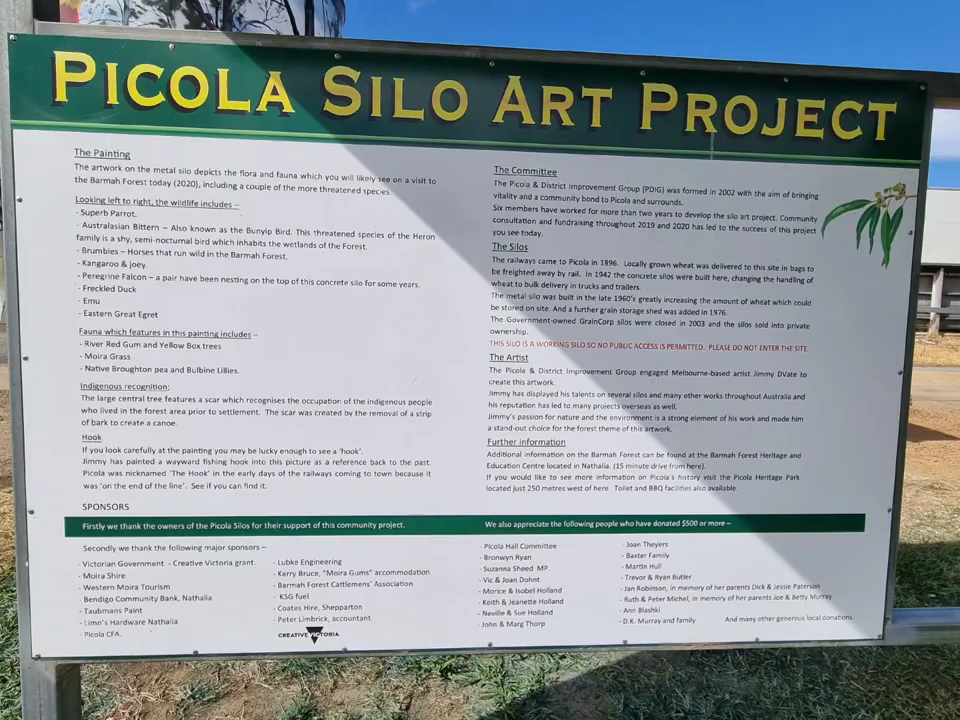 PICOLA SILO ART PROJECT
The Painting
The artwork on the metal silo depicts the flora and fauna which you will likely see on a visit to
the Barmah Forest today (2020), including a couple of the more threatened species.
Looking left to right, the wildlife includes –
- Superb Parrot.
- Australasian Bittern – Also known as the Bunyip Bird. This threatened species of the Heron
family is a shy, semi-nocturnal bird which inhabits the wetlands of the Forest.
- Brumbies – Horses that run wild in the Barmah Forest.
- Kangaroo & joey.
- Peregrine Falcon – a pair have been nesting on the top of this concrete silo for some years.
- Freckled Duck
- Emu
- Eastern Great Egret
Fauna which features in this painting includes –
- River Red Gum and Yellow Box trees
- Moira Grass
- Native Broughton pea and Bulbine Lillies.
Indigenous recognition:
The large central tree features a scar which recognises the occupation of the indigenous people
who lived in the forest area prior to settlement. The scar was created by the removal of a strip
of bark to create a canoe.
Hook
If you look carefully at the painting you may be lucky enough to see a 'hook'.
Jimmy has painted a wayward fishing hook into this picture as a reference back to the past.
Picola was nicknamed 'The Hook' in the early days of the railways coming to town because it
was 'on the end of the line'. See if you can find it.
The Committee
The Picola & District Improvement Group (PDIG) was formed in 2002 with the aim of bringing
vitality and a community bond to Picola and surrounds.
Six members have worked for more than two years to develop the silo art project. Community
consultation and fundraising throughout 2019 and 2020 has led to the success of this project
you see today.
The Silos
The railways came to Picola in 1896. Locally grown wheat was delivered to this site in bags to
be freighted away by rail. In 1942 the concrete silos were built here, changing the handling of
wheat to bulk delivery in trucks and trailers.
The metal silo was built in the late 1960's greatly increasing the amount of wheat which could
be stored on site. And a further grain storage shed was added in 1976.
The Government-owned GrainCorp silos were closed in 2003 and the silos sold into private
ownership.
THIS SILO IS A WORKING SILO SO NO PUBLIC ACCESS IS PERMITTED. PLEASE DO NOT ENTER THE SITE.
The Artist
The Picola & District Improvement Group engaged Melbourne-based artist Jimmy DVate to
create this artwork.
Jimmy has displayed his talents on several silos and many other works throughout Australia and
his reputation has led to many projects overseas as well.
Jimmy's passion for nature and the environment is a strong element of his work and made him
a stand-out choice for the forest theme of this artwork.
Further information
Additional information on the Barmah Forest can be found at the Barmah Forest Heritage and
Education Centre located in Nathalia. (15 minute drive from here).
If you would like to see more information on Picola's history visit the Picola Heritage Park
located just 250 metres west of here. Toilet and BBQ facilities also available.
SPONSORS
Firstly we thank the owners of the Picola Silos for their support of this community project.
Secondly we thank the following major sponsors –
- Victorian Government - Creative Victoria grant.
- Moira Shire
- Western Moira Tourism
- Bendigo Community Bank, Nathalia
- Taubmans Paint
- Limo's Hardware Nathalia
- Picola CFA.
- Lubke Engineering
- Kerry Bruce, "Moira Gums" accommodation
- Barmah Forest Cattlemens' Association
- KSG fuel
- Coates Hire, Shepparton
- Peter Limbrick, accountant.
CREATIVE VICTORIA
We also appreciate the following people who have donated $500 or more –
- Picola Hall Committee
- Bronwyn Ryan
- Suzanna Sheed MP.
- Vic & Joan Dohnt
- Morice & Isobel Holland
- Keith & Jeanette Holland
- Neville & Sue Holland
- John & Marg Thorp
- Joan Theyers
- Baxter Family
- Martin Hull
- Trevor & Ryan Butler
- Jan Robinson, in memory of her parents Dick & Jessie Paterson
- Ruth & Peter Michel, in memory of her parents Joe & Betty Murray
- Ann Blashki
- D.K. Murray and family
And many other generous local donations.